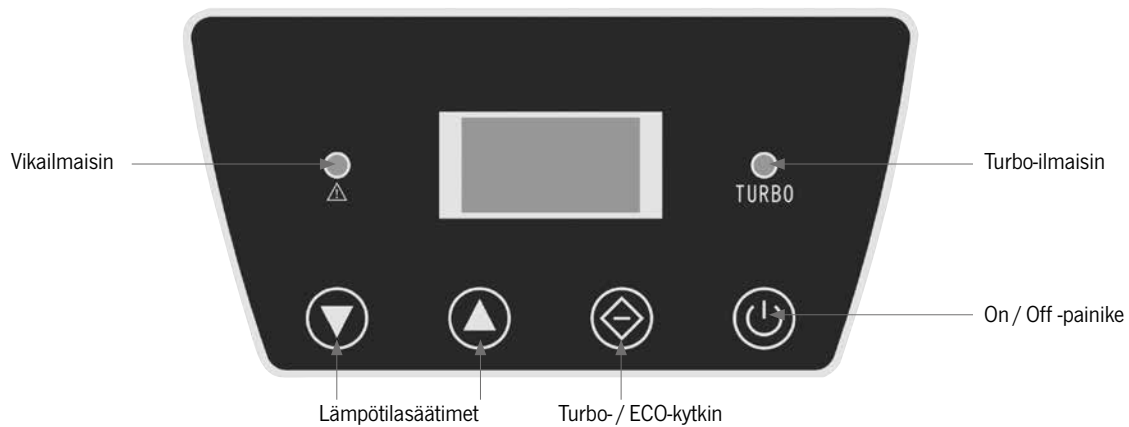 Vikailmaisin
Turbo-ilmaisin
TURBO
On / Off -painike
Lämpötilasäätimet
Turbo- / ECO-kytkin